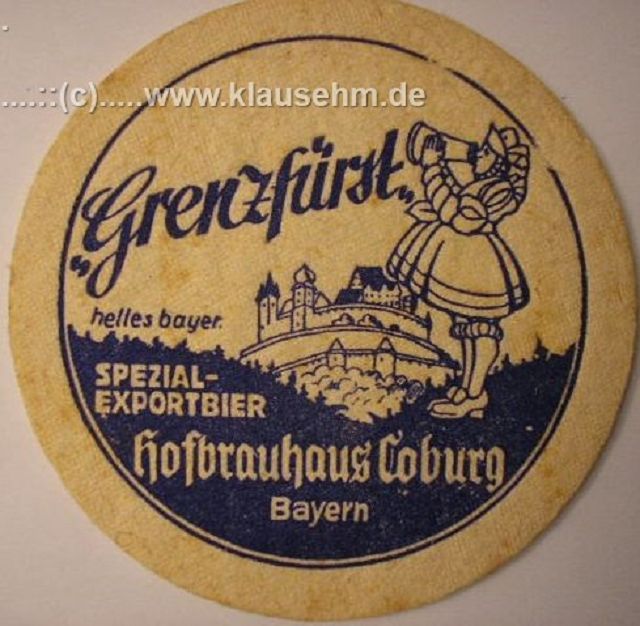 .....::(c).....www.klausehm.de
„Grenzfürst“
helles bayer.
SPEZIAL-
EXPORTBIER
Hofbrauhaus Coburg
Bayern